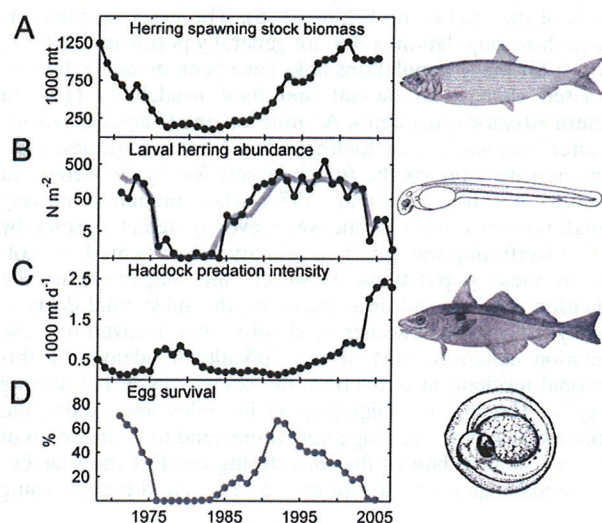 A
Herring spawning stock biomass
1250
1000 mt
750
250
B
Larval herring abundance
500
N m-2
50
5
C
Haddock predation intensity
2.5
1000 mt d-1
1.5
0.5
D
Egg survival
80
60
%
40
20
1975 1985 1995 2005